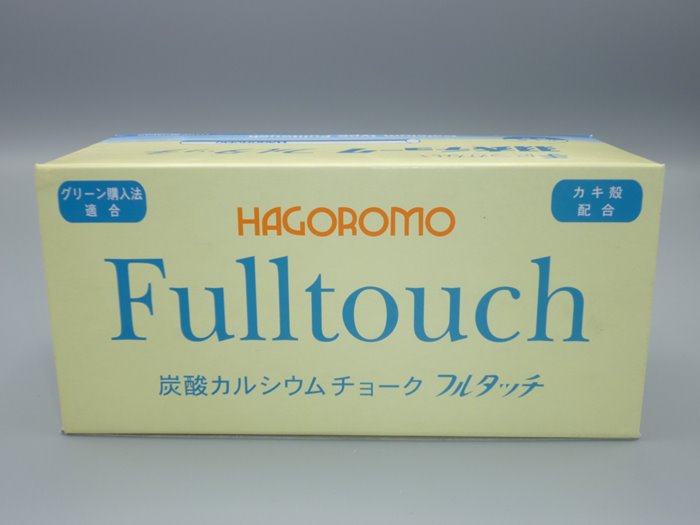 グリーン購入法
適合
カキ殻
配合
HAGOROMO
Fulltouch
炭酸カルシウムチョーク フルタッチ